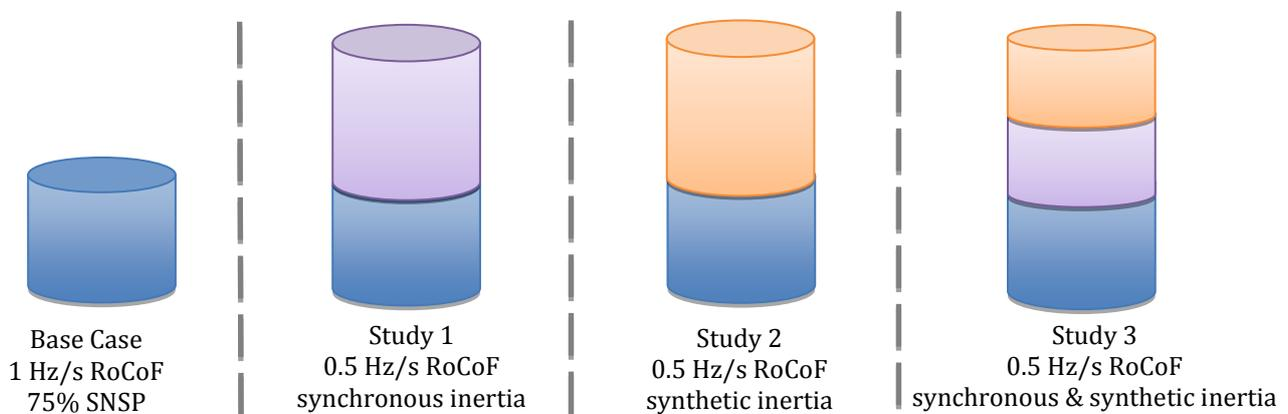 Base Case
1 Hz/s RoCoF
75% SNSP
Study 1
0.5 Hz/s RoCoF
synchronous inertia
Study 2
0.5 Hz/s RoCoF
synthetic inertia
Study 3
0.5 Hz/s RoCoF
synchronous & synthetic inertia